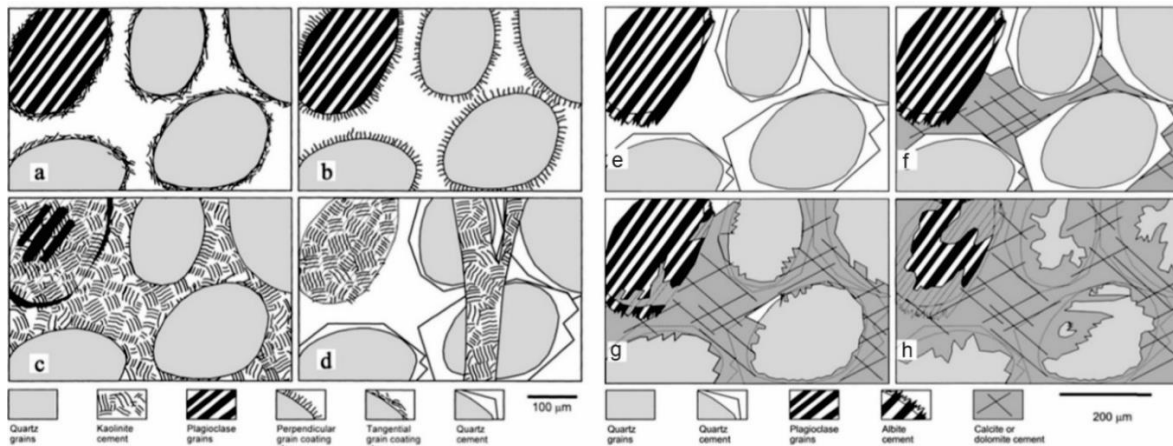 a
b
e
f
c
d
g
h
Quartz grains
Kaolinite cement
Plagioclase grains
Perpendicular grain coating
Tangential grain coating
Quartz cement
100 µm
Quartz grains
Quartz cement
Plagioclase grains
Albite cement
Calcite or dolomite cement
200 µm